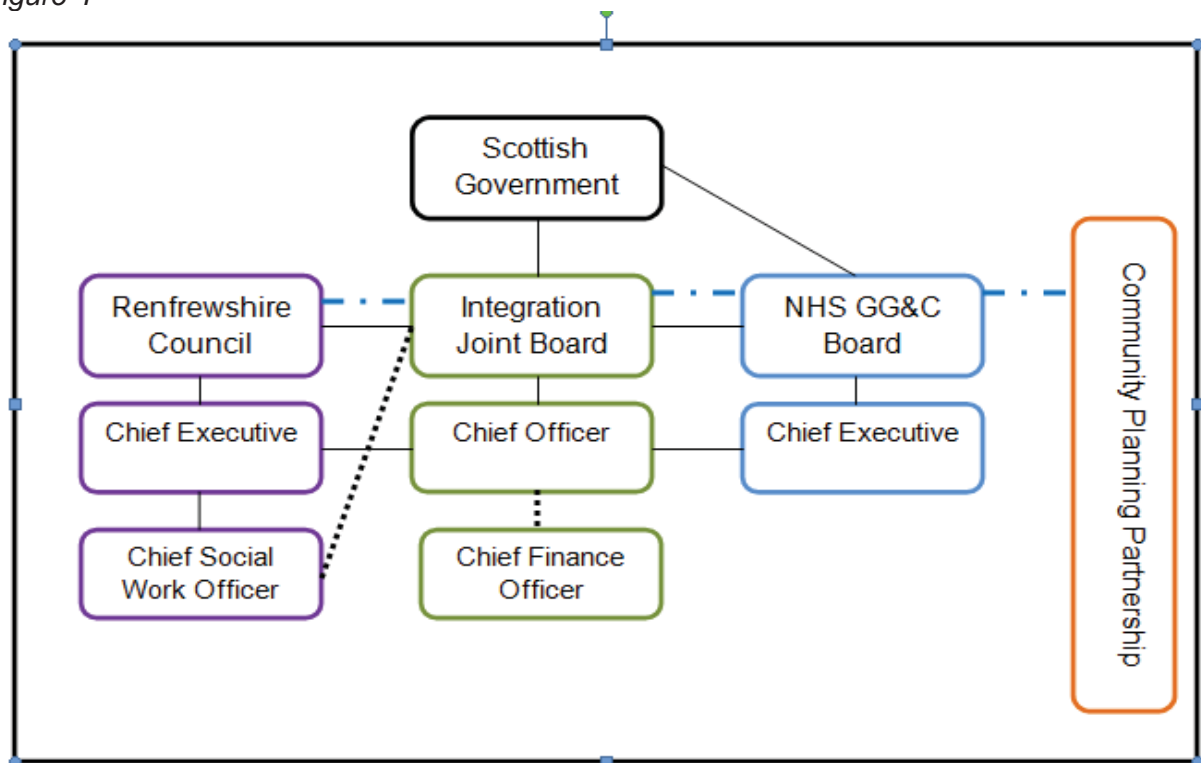 Scottish
Government
Renfrewshire
Council
Integration
Joint Board
NHS GG&C
Board
Chief Executive
Chief Officer
Chief Executive
Chief Social
Work Officer
Chief Finance
Officer
Community Planning Partnership